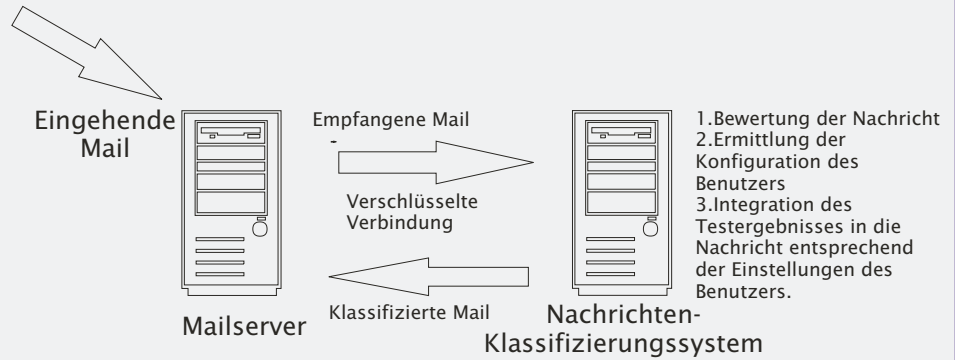 Eingehende
Mail
Empfangene Mail
Verschlüsselte
Verbindung
Klassifizierte Mail
Mailserver
Nachrichten-
Klassifizierungssystem
1.Bewertung der Nachricht
2.Ermittlung der
Konfiguration des
Benutzers
3.Integration des
Testergebnisses in die
Nachricht entsprechend
der Einstellungen des
Benutzers.